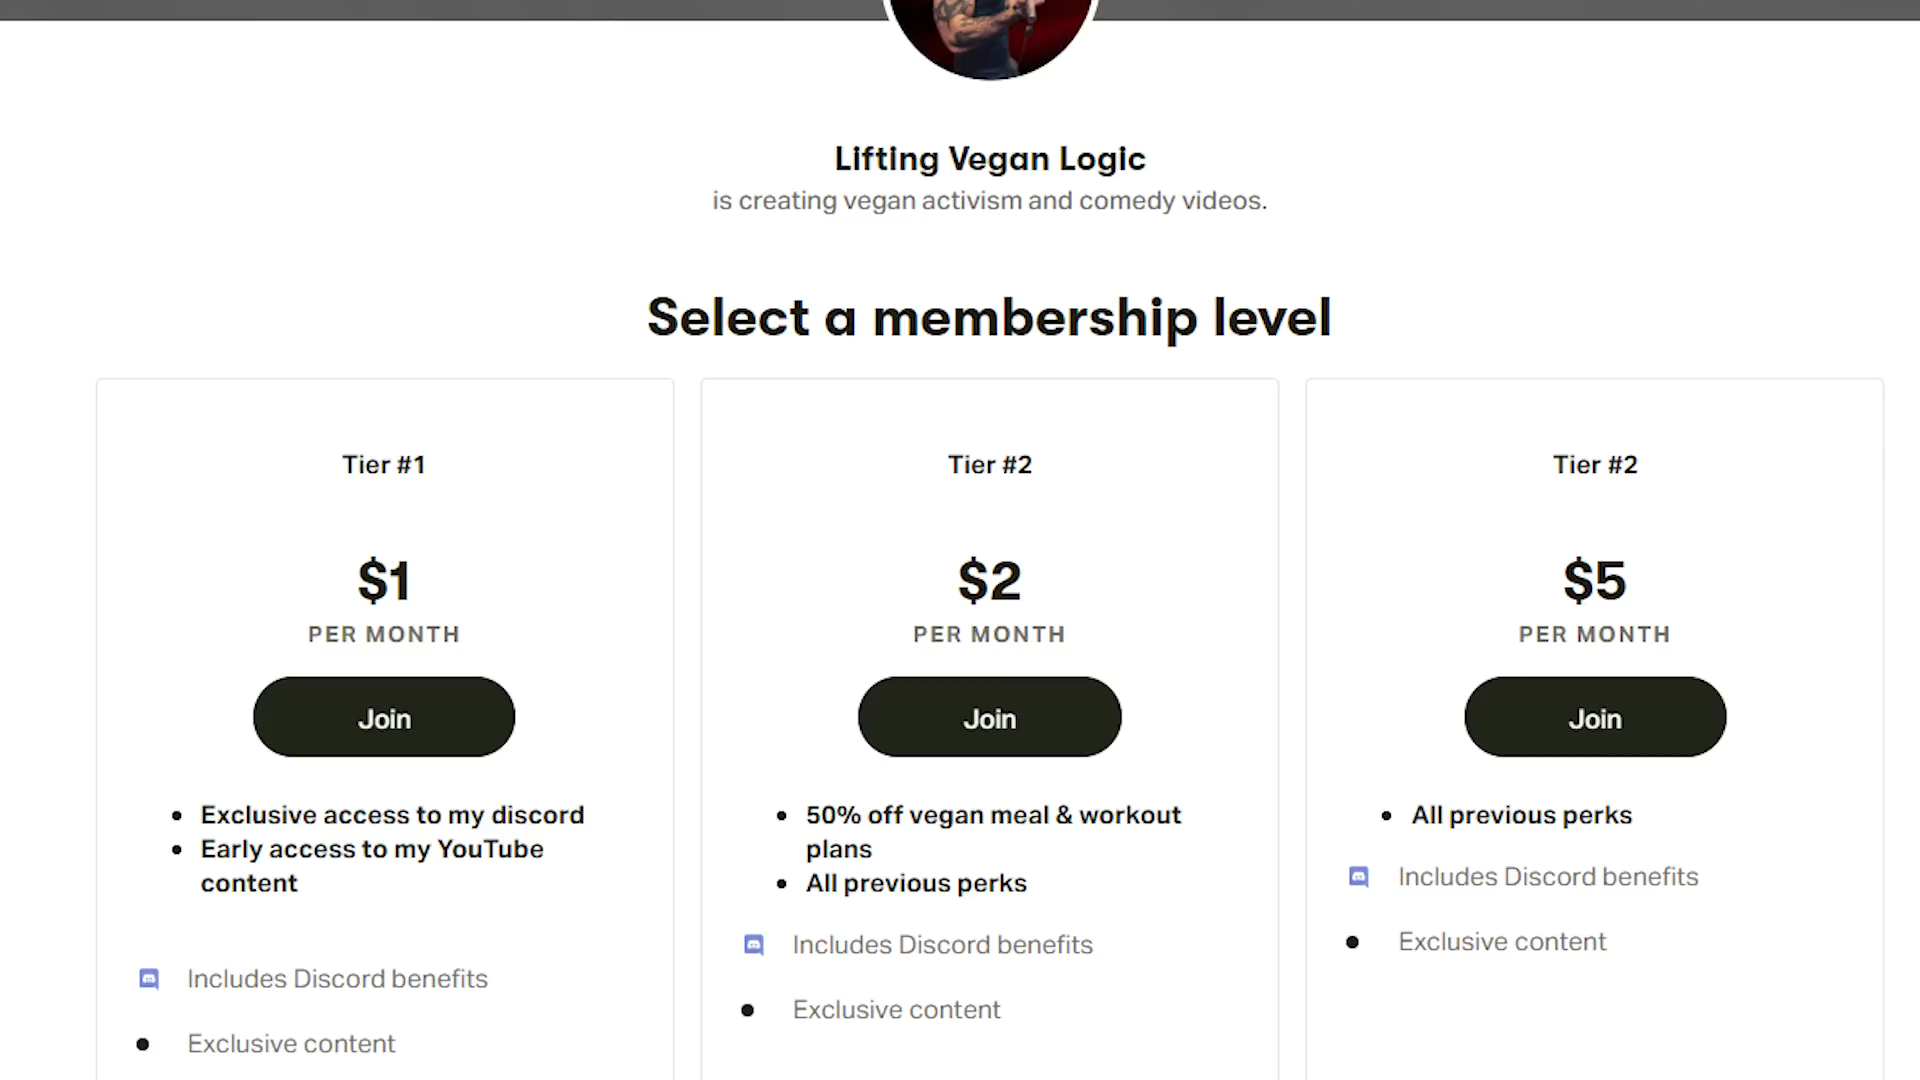 Lifting Vegan Logic
is creating vegan activism and comedy videos.
Select a membership level
Tier #1
$1
PER MONTH
Join
• Exclusive access to my discord
• Early access to my YouTube
content
Includes Discord benefits
• Exclusive content
Tier #2
$2
PER MONTH
Join
• 50% off vegan meal & workout
plans
• All previous perks
Includes Discord benefits
• Exclusive content
Tier #2
$5
PER MONTH
Join
• All previous perks
Includes Discord benefits
• Exclusive content